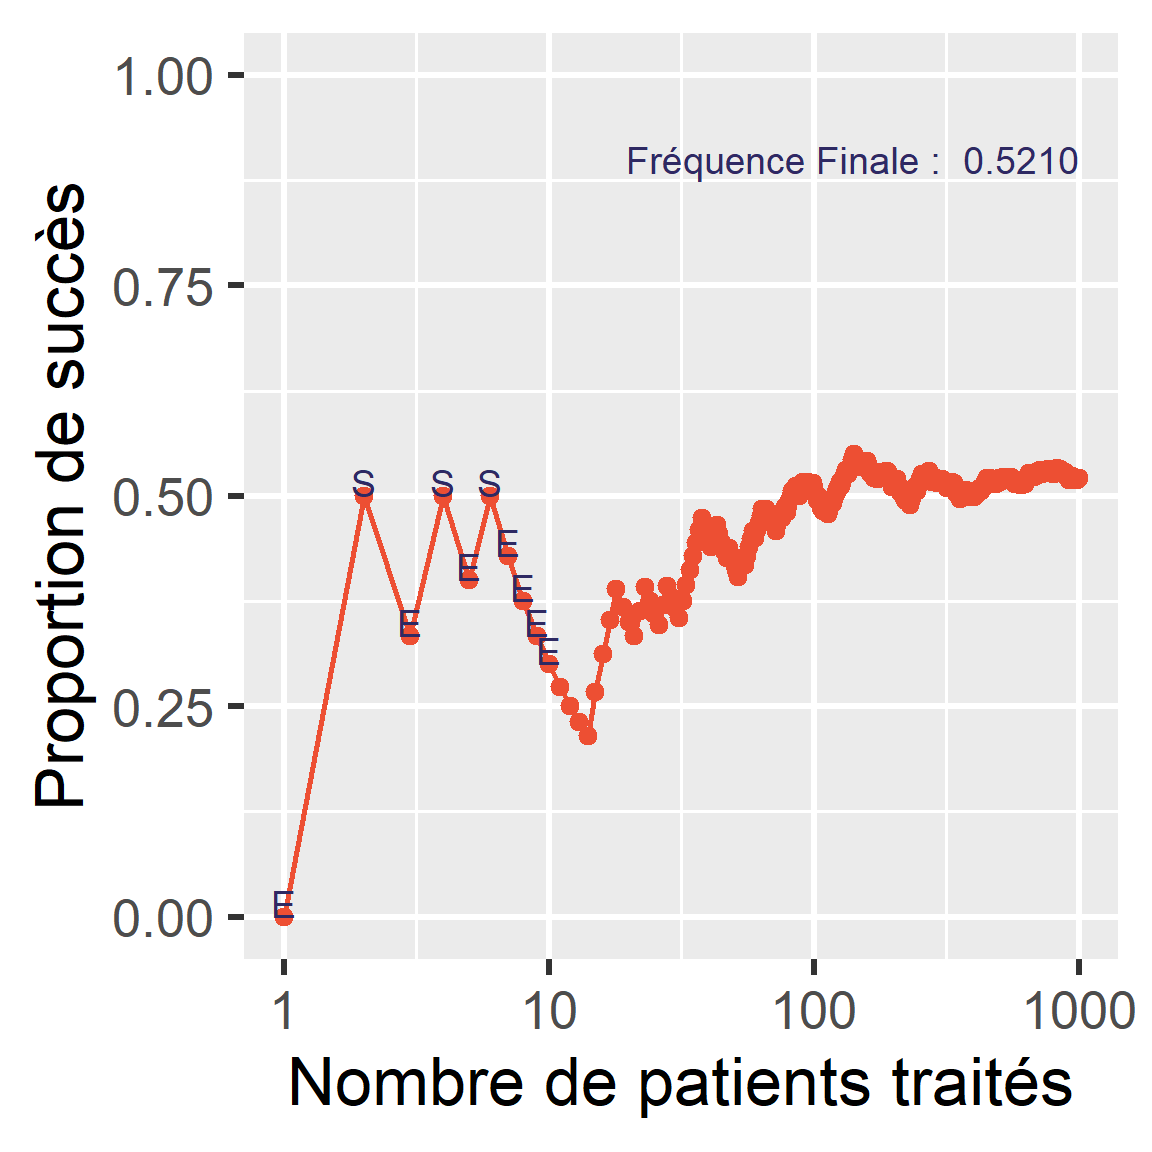 Proportion de succès
1.00
0.75
0.50
0.25
0.00
Fréquence Finale :  0.5210
E
S
E
S
E
S
E
E
E
E
1
10
100
1000
Nombre de patients traités